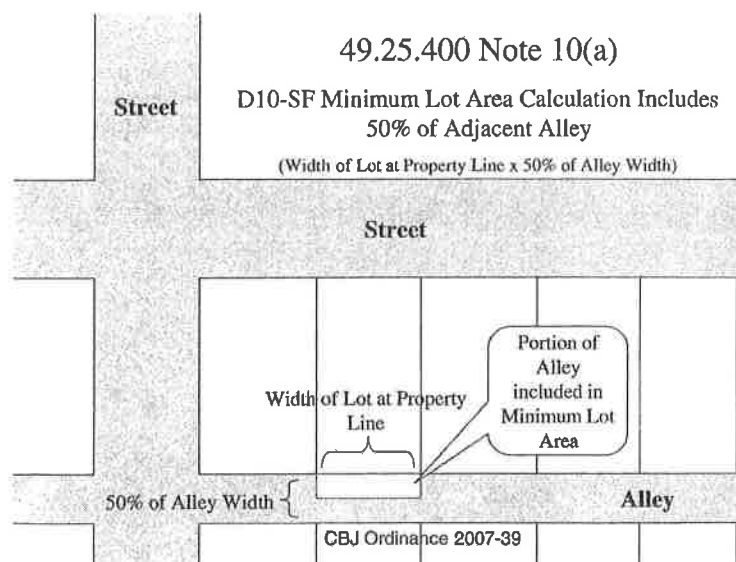 49.25.400 Note 10(a)
D10-SF Minimum Lot Area Calculation Includes
50% of Adjacent Alley
(Width of Lot at Property Line x 50% of Alley Width)
Street
Street
Portion of
Alley
included in
Minimum Lot
Area
Width of Lot at Property
Line
50% of Alley Width
Alley
CBJ Ordinance 2007-39